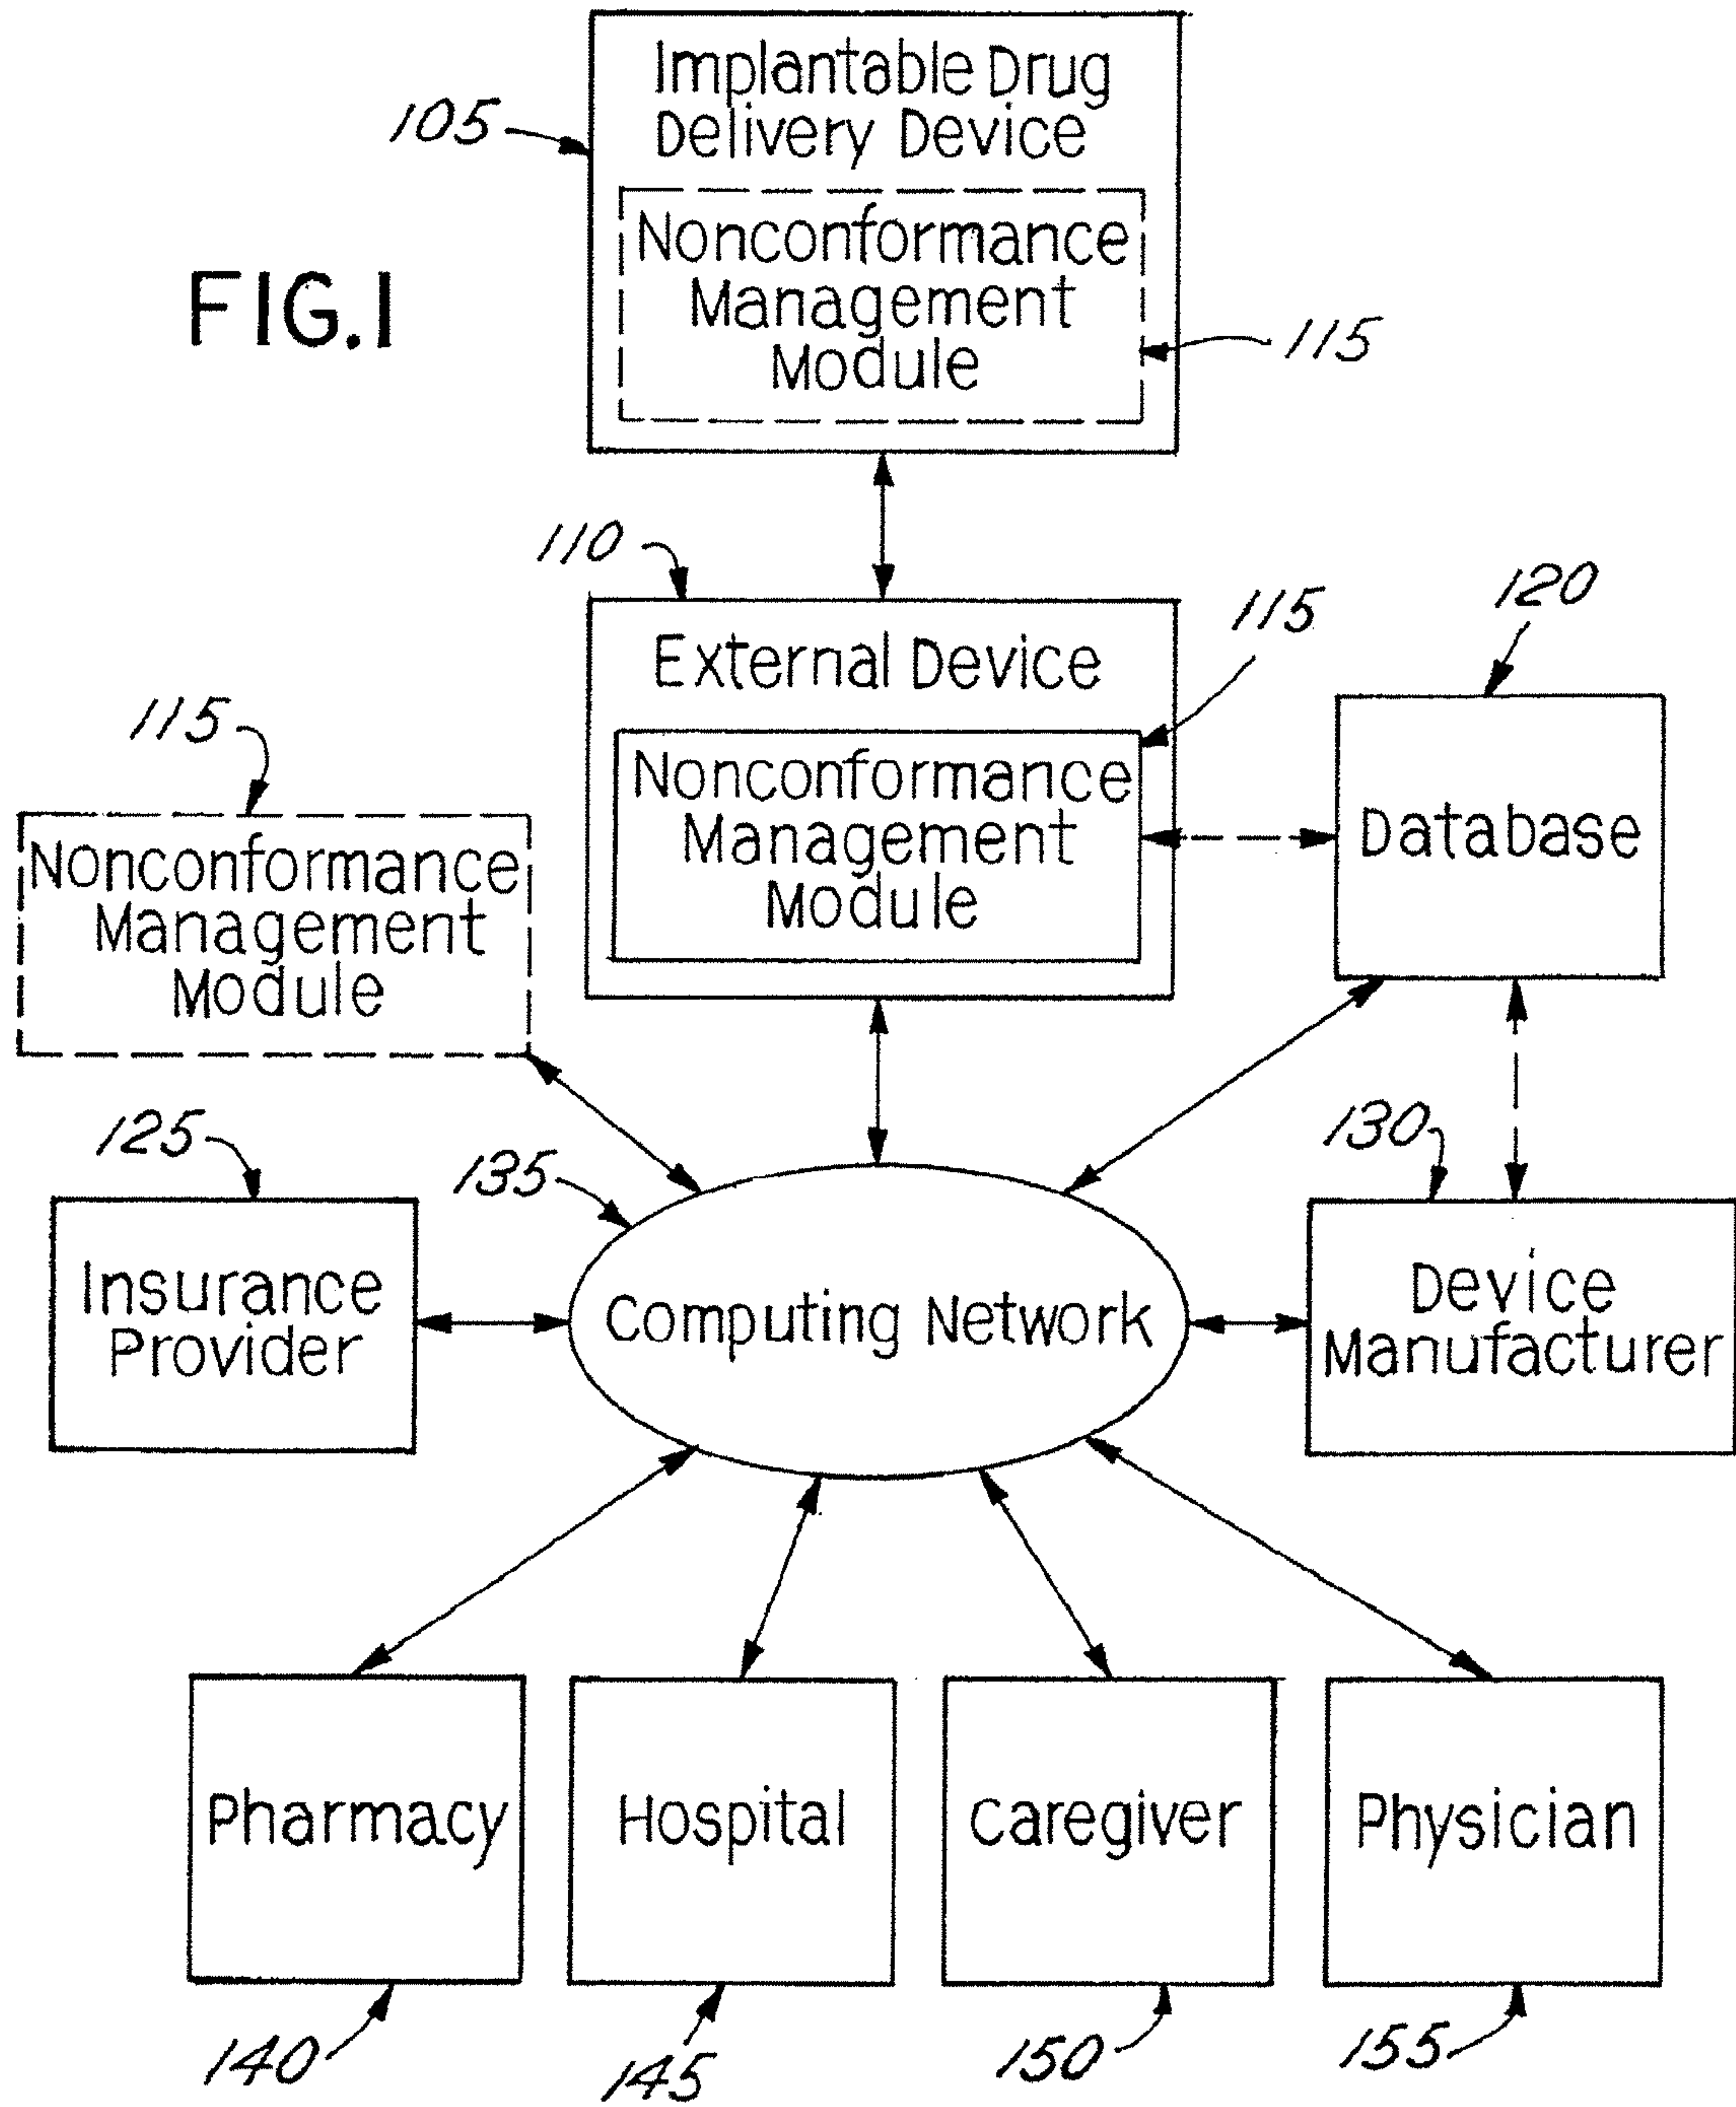 Implantable Drug
Delivery Device
105
Nonconformance
Management
Module
115
FIG.1
110
External Device
115
120
Nonconformance
Management
Module
Database
115
Nonconformance
Management
Module
125
Insurance
Provider
135
Computing Network
130
Device
Manufacturer
Pharmacy
Hospital
Caregiver
Physician
140
145
150
155